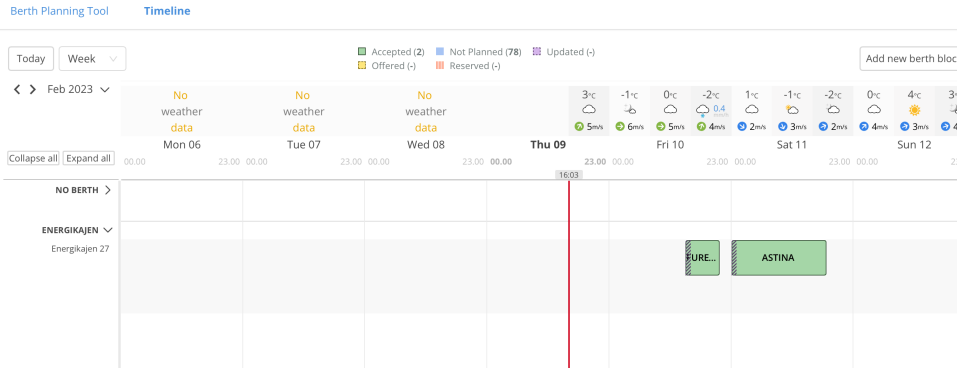 Berth Planning Tool Timeline
Today Week Accepted (2) Not Planned (78) Updated (-) Add new berth bloc
Offered (-) Reserved (-)
Feb 2023
No No No 3°C -1°C 0°C -2°C 1°C -1°C -2°C 0°C 4°C 3°
weather weather weather 0.4
data data data 5m/s 6m/s 5m/s 4m/s 2m/s 3m/s 2m/s 4m/s 3m/s 4
Mon 06 Tue 07 Wed 08 Thu 09 Fri 10 Sat 11 Sun 12
Collapse all Expand all 00.00 23.00 00.00 23.00 00.00 23.00 00.00 23.00 00.00 23.00 00.00 23.00 00.00 2
16:03
NO BERTH
ENERGIKAJEN
Energikajen 27
FURE... ASTINA